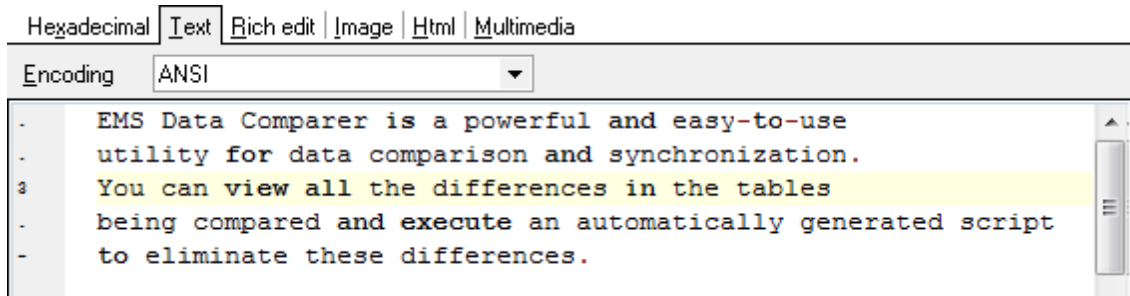 Hexadecimal Text Rich edit Image Html Multimedia
Encoding ANSI
EMS Data Comparer is a powerful and easy-to-use
utility for data comparison and synchronization.
3 You can view all the differences in the tables
being compared and execute an automatically generated script
to eliminate these differences.